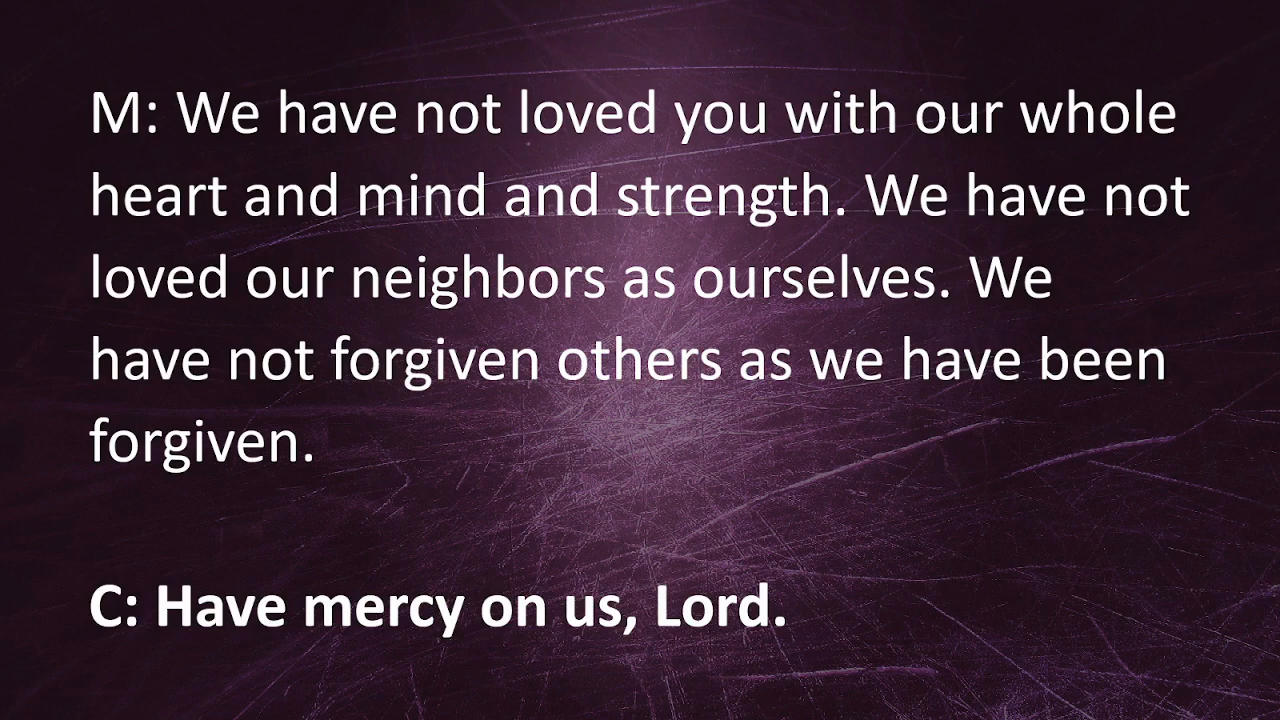 M: We have not loved you with our whole
heart and mind and strength. We have not
loved our neighbors as ourselves. We
have not forgiven others as we have been
forgiven.
C: Have mercy on us, Lord.